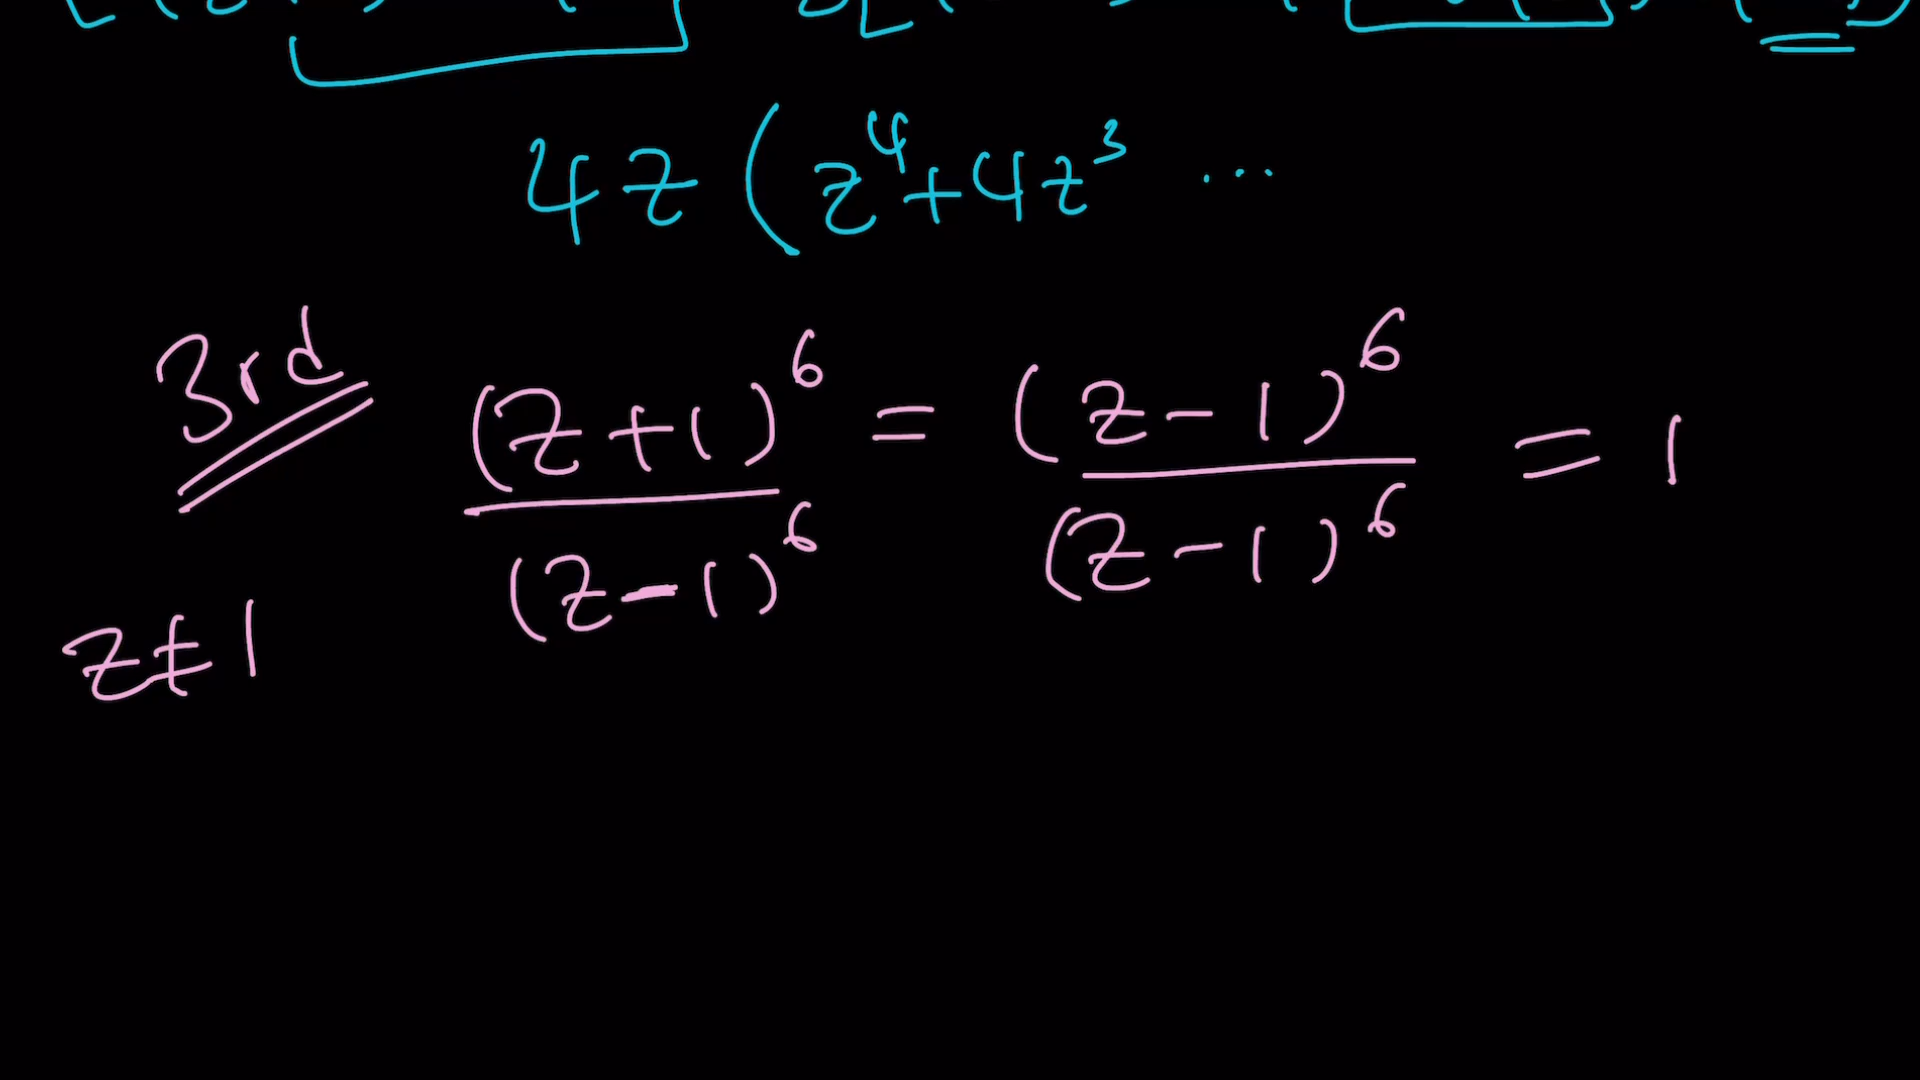 4z (z⁴+4z³ ...
3rd
(z+1)⁶/(z-1)⁶ = (z-1)⁶/(z-1)⁶ = 1
z≠1